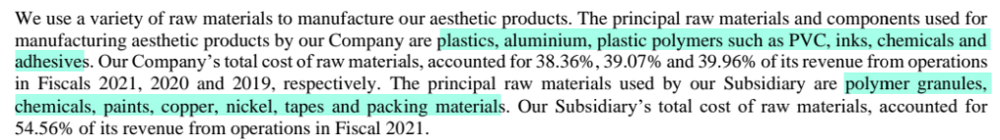 We use a variety of raw materials to manufacture our aesthetic products. The principal raw materials and components used for
manufacturing aesthetic products by our Company are plastics, aluminium, plastic polymers such as PVC, inks, chemicals and
adhesives. Our Company's total cost of raw materials, accounted for 38.36%, 39.07% and 39.96% of its revenue from operations
in Fiscals 2021, 2020 and 2019, respectively. The principal raw materials used by our Subsidiary are polymer granules,
chemicals, paints, copper, nickel, tapes and packing materials. Our Subsidiary's total cost of raw materials, accounted for
54.56% of its revenue from operations in Fiscal 2021.